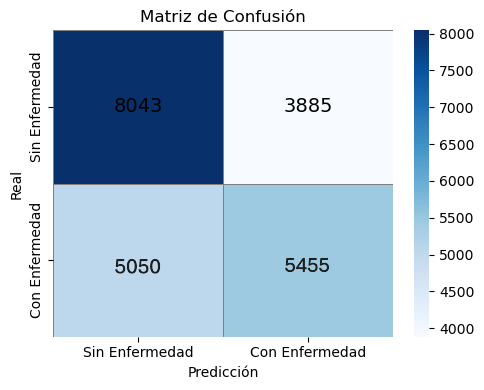 Matriz de Confusión
Real
Sin Enfermedad
Con Enfermedad
8043
3885
5050
5455
Sin Enfermedad
Con Enfermedad
Predicción
8000
7500
7000
6500
6000
5500
5000
4500
4000